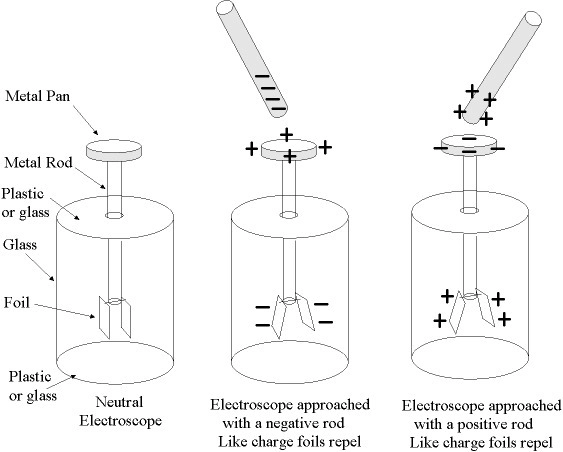 Metal Pan
Metal Rod
Plastic
or glass
Glass
Foil
Plastic
or glass
Neutral
Electroscope
Electroscope approached
with a negative rod
Like charge foils repel
Electroscope approached
with a positive rod
Like charge foils repel